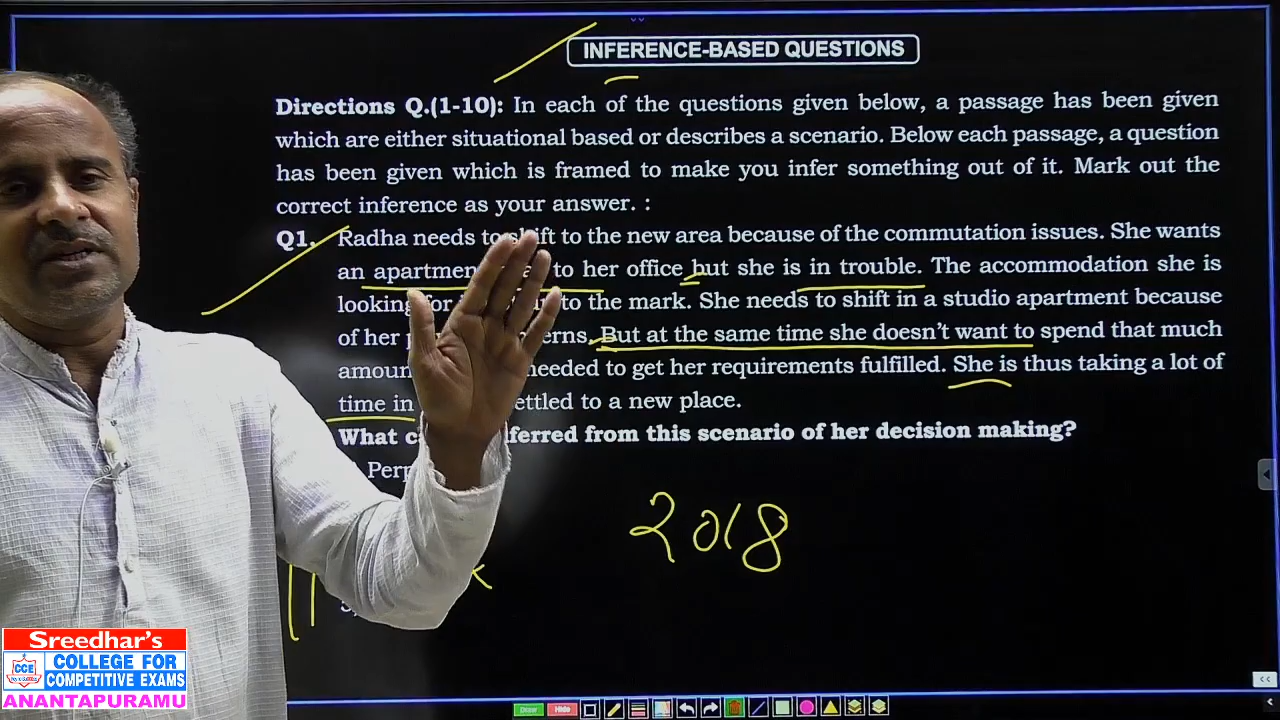 INFERENCE-BASED QUESTIONS
Directions Q.(1-10): In each of the questions given below, a passage has been given
which are either situational based or describes a scenario. Below each passage, a question
has been given which is framed to make you infer something out of it. Mark out the
correct inference as your answer. :
Q1. Radha needs to shift to the new area because of the commutation issues. She wants
an apartmen to her office but she is in trouble. The accommodation she is
looking for to the mark. She needs to shift in a studio apartment because
of her erns. But at the same time she doesn't want to spend that much
amoun needed to get her requirements fulfilled. She is thus taking a lot of
time in ettled to a new place.
What ca ferred from this scenario of her decision making?
Perp
2018
Sreedhar's
CCE
COLLEGE FOR
COMPETITIVE EXAMS
ANANTAPURAMU